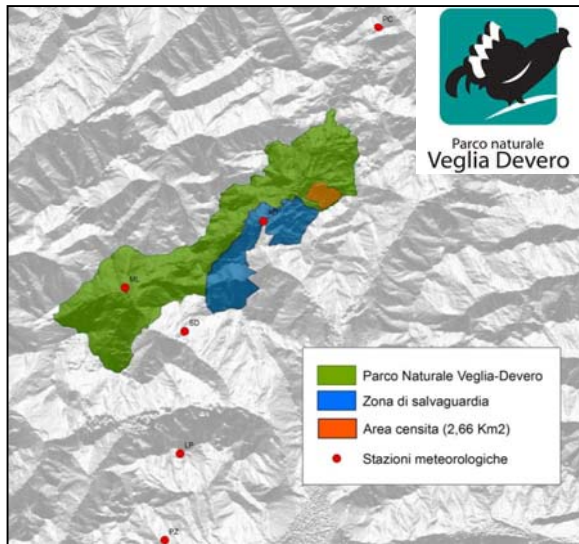 PC
Parco naturale
Veglia Devero
ML
SD
Parco Naturale Veglia-Devero
Zona di salvaguardia
Area censita (2,66 Km2)
Stazioni meteorologiche
LP
PZ